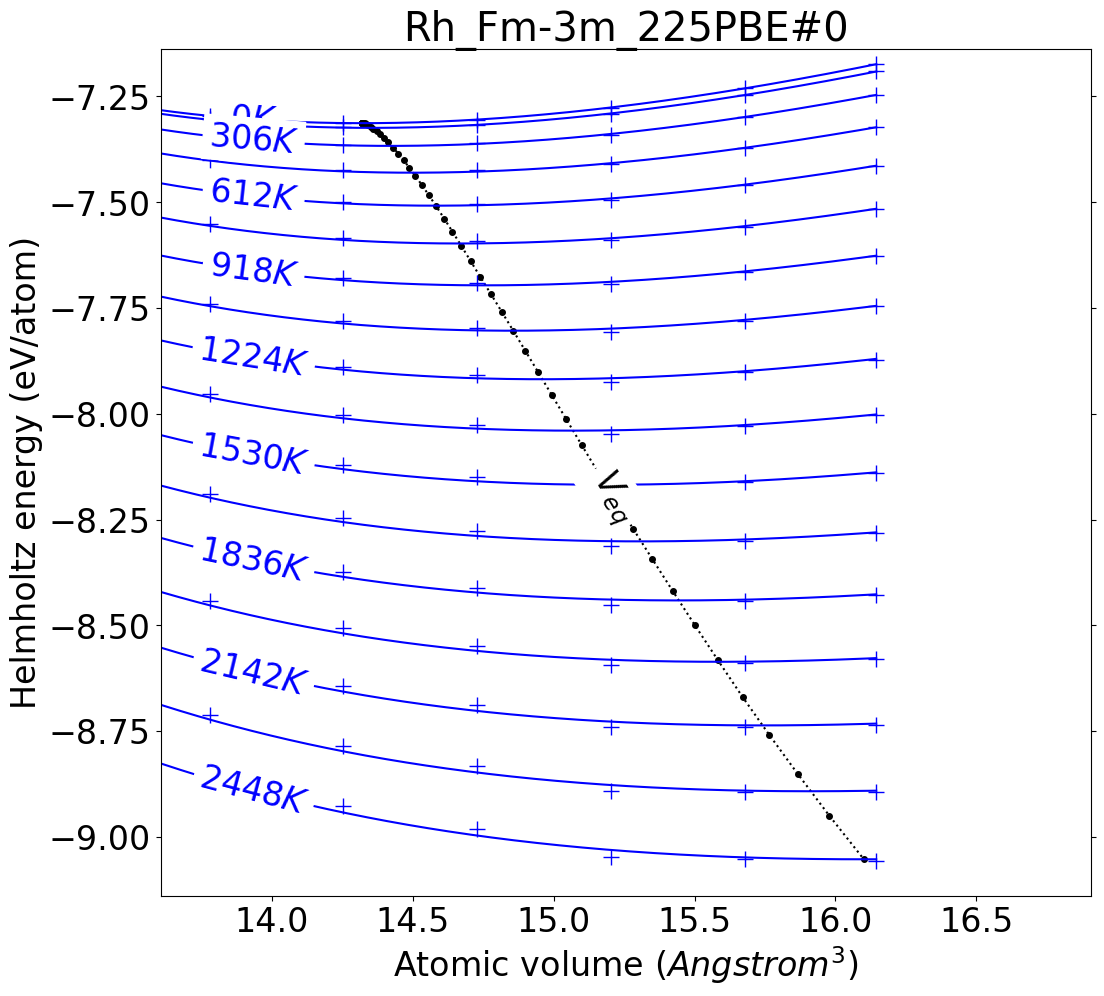 Rh_Fm-3m_225PBE#0
Helmholtz energy (eV/atom)
−7.25
−7.50
−7.75
−8.00
−8.25
−8.50
−8.75
−9.00
0K
306K
612K
918K
1224K
1530K
1836K
2142K
2448K
V_eq
14.0 14.5 15.0 15.5 16.0 16.5
Atomic volume (Angstrom³)